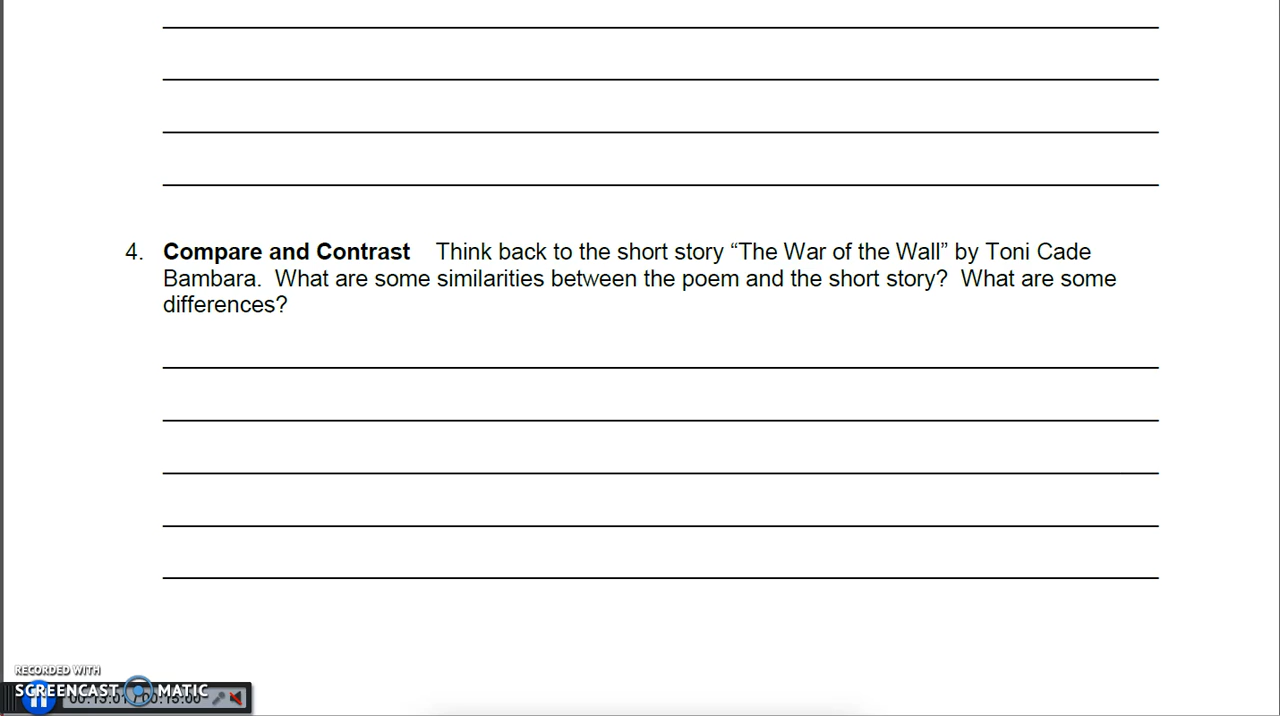 4. Compare and Contrast Think back to the short story “The War of the Wall” by Toni Cade
Bambara. What are some similarities between the poem and the short story? What are some
differences?
RECORDED WITH
SCREENCAST MATIC